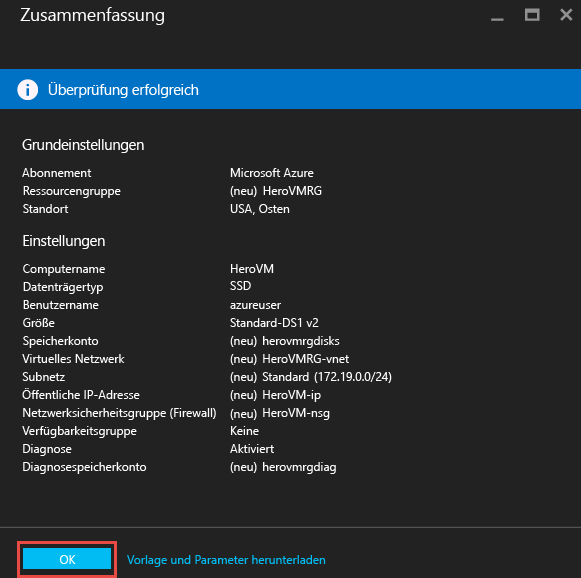 Zusammenfassung
Überprüfung erfolgreich
Grundeinstellungen
Abonnement Microsoft Azure
Ressourcengruppe (neu) HeroVMRG
Standort USA, Osten
Einstellungen
Computername HeroVM
Datenträgertyp SSD
Benutzername azureuser
Größe Standard-DS1 v2
Speicherkonto (neu) herovmrgdisks
Virtuelles Netzwerk (neu) HeroVMRG-vnet
Subnetz (neu) Standard (172.19.0.0/24)
Öffentliche IP-Adresse (neu) HeroVM-ip
Netzwerksicherheitsgruppe (Firewall) (neu) HeroVM-nsg
Verfügbarkeitsgruppe Keine
Diagnose Aktiviert
Diagnosespeicherkonto (neu) herovmrgdiag
OK Vorlage und Parameter herunterladen